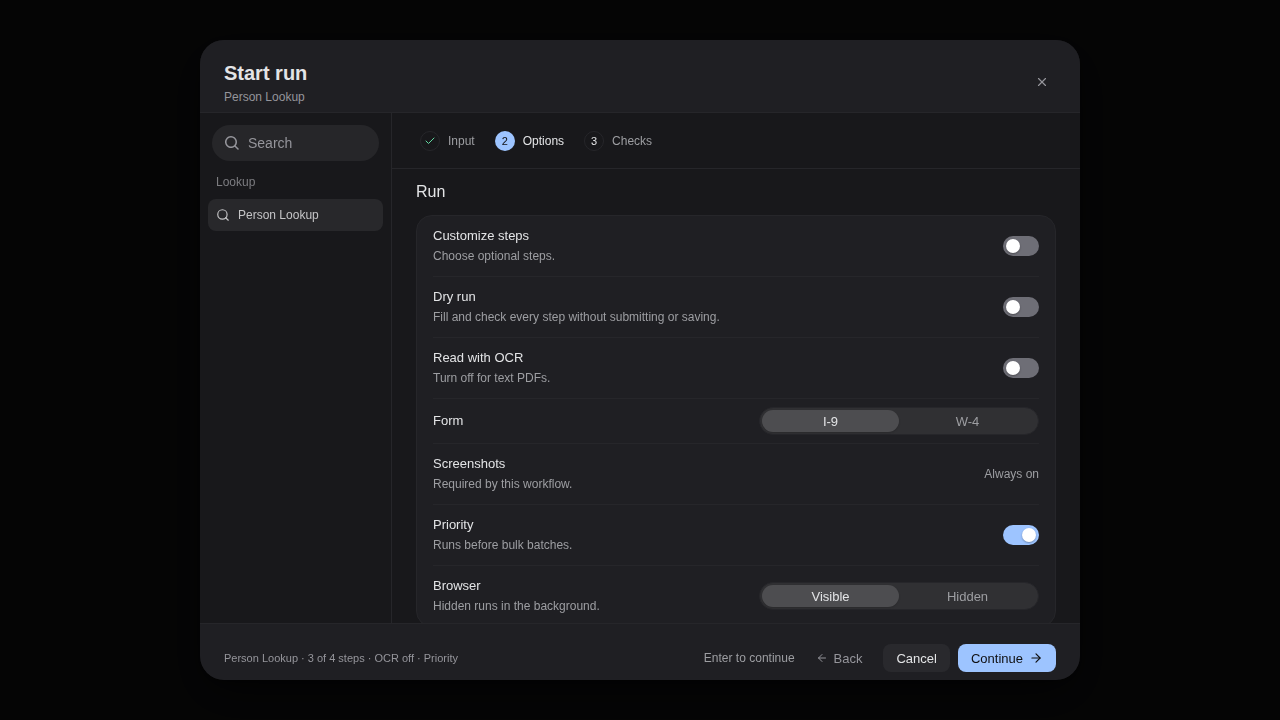 Start run
Person Lookup
Search
Lookup
Person Lookup
Input
2 Options
3 Checks
Run
Customize steps
Choose optional steps.
Dry run
Fill and check every step without submitting or saving.
Read with OCR
Turn off for text PDFs.
Form
I-9
W-4
Screenshots
Required by this workflow.
Always on
Priority
Runs before bulk batches.
Browser
Hidden runs in the background.
Visible
Hidden
Person Lookup · 3 of 4 steps · OCR off · Priority
Enter to continue
Back
Cancel
Continue